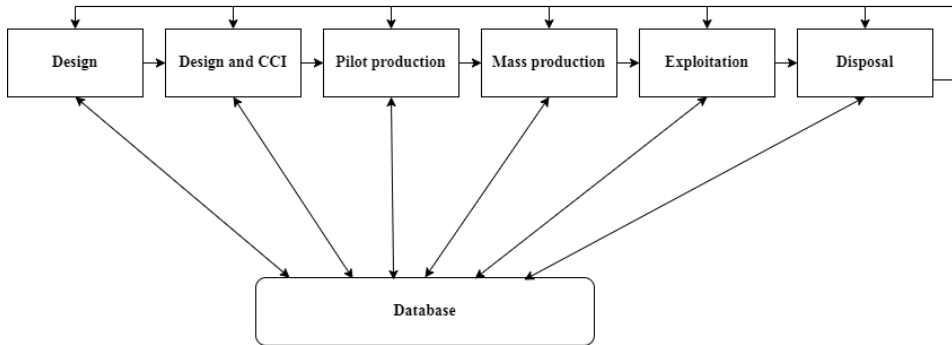 Design
Design and CCI
Pilot production
Mass production
Exploitation
Disposal
Database